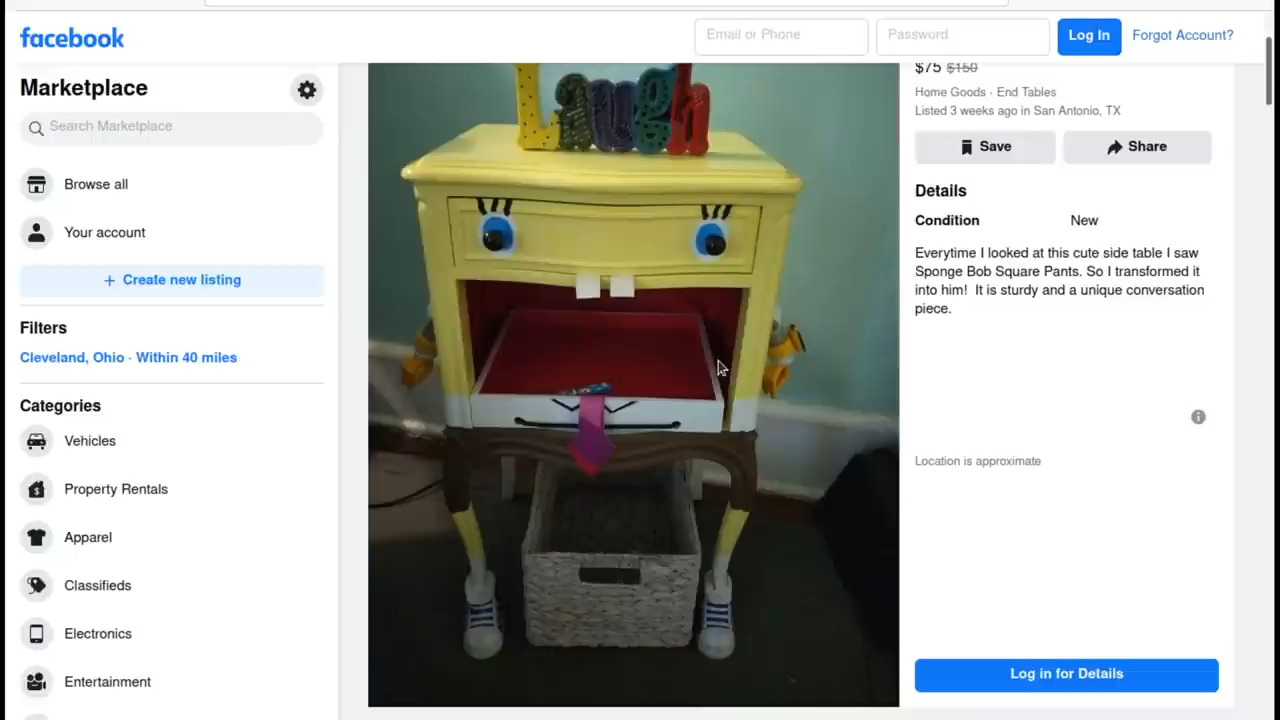 facebook
Email or Phone
Password
Log In
Forgot Account?
Marketplace
Search Marketplace
Browse all
Your account
+ Create new listing
Filters
Cleveland, Ohio · Within 40 miles
Categories
Vehicles
Property Rentals
Apparel
Classifieds
Electronics
Entertainment
Laugh
$75 $150
Home Goods · End Tables
Listed 3 weeks ago in San Antonio, TX
Save
Share
Details
Condition
New
Everytime I looked at this cute side table I saw
Sponge Bob Square Pants. So I transformed it
into him!  It is sturdy and a unique conversation
piece.
Location is approximate
Log in for Details